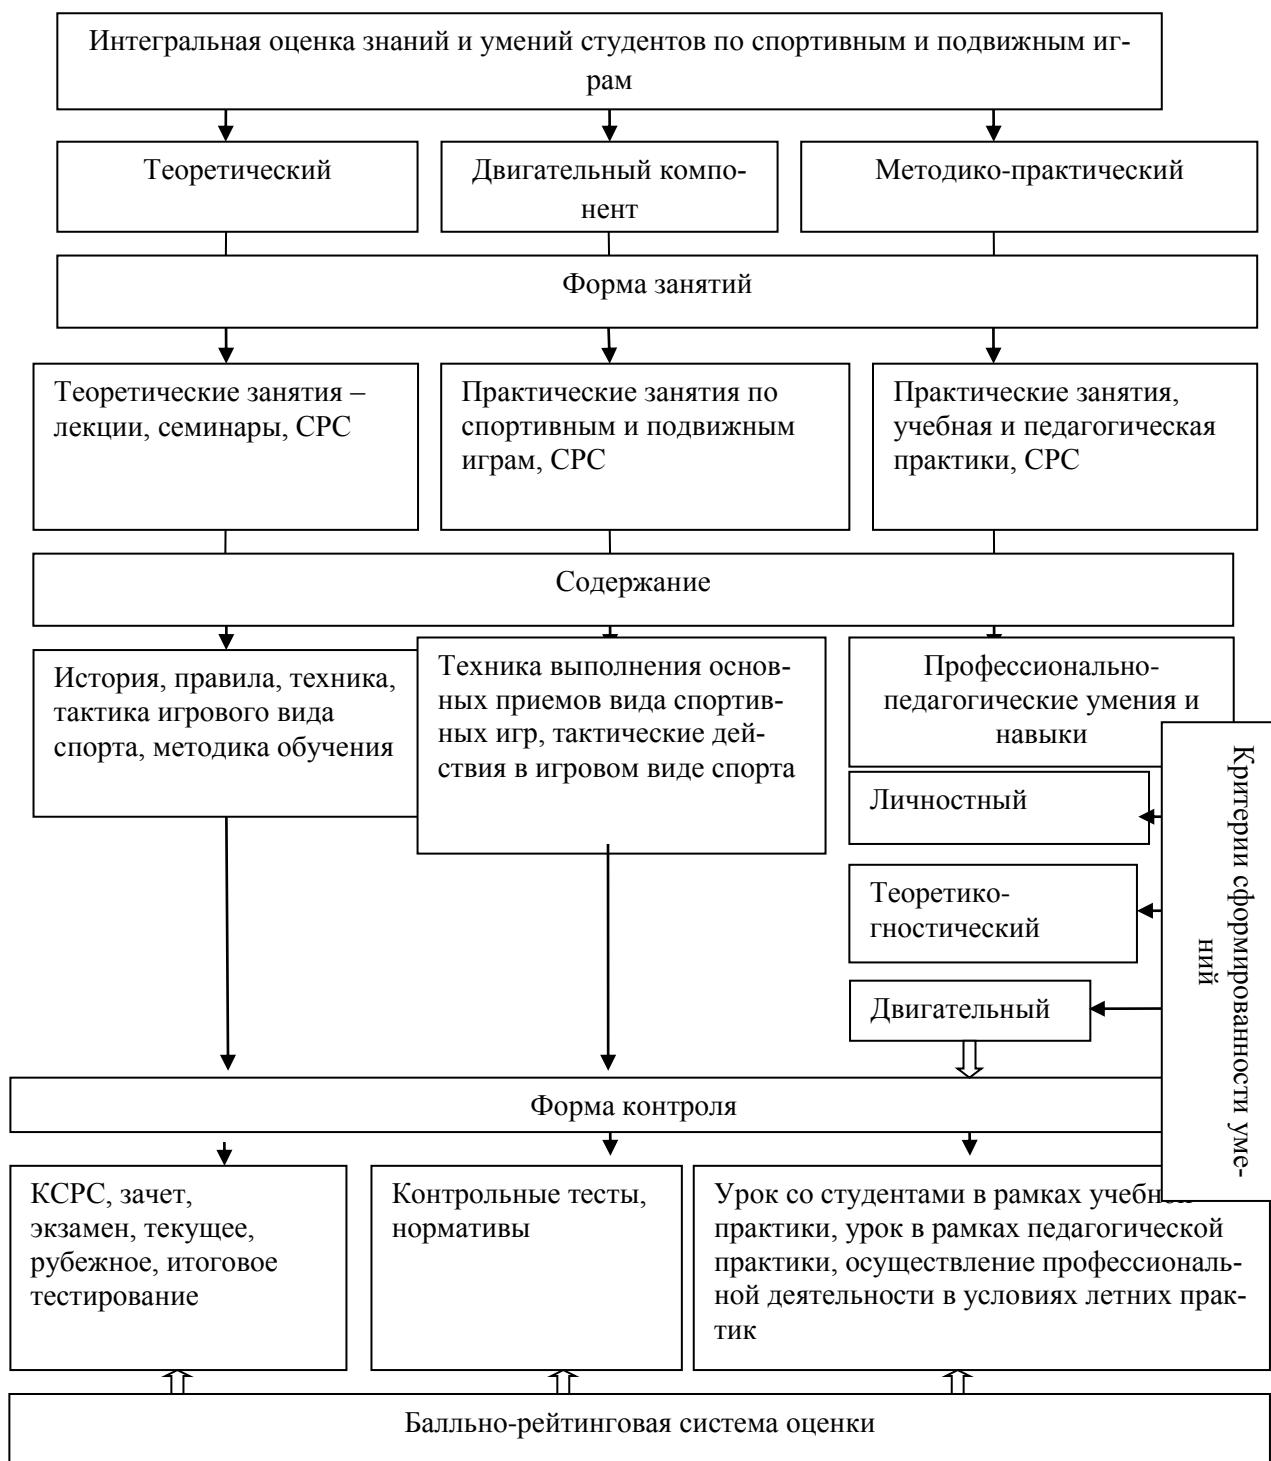 Интегральная оценка знаний и умений студентов по спортивным и подвижным иг-
рам
Теоретический
Двигательный компо-
нент
Методико-практический
Форма занятий
Теоретические занятия –
лекции, семинары, СРС
Практические занятия по
спортивным и подвижным
играм, СРС
Практические занятия,
учебная и педагогическая
практики, СРС
Содержание
История, правила, техника,
тактика игрового вида
спорта, методика обучения
Техника выполнения основ-
ных приемов вида спортив-
ных игр, тактические дей-
ствия в игровом виде спорта
Профессионально-
педагогические умения и
навыки
Личностный
Теоретико-
гностический
Двигательный
Критерии сформированности уме-
ний
Форма контроля
КСРС, зачет,
экзамен, текущее,
рубежное, итоговое
тестирование
Контрольные тесты,
нормативы
Урок со студентами в рамках учебной
практики, урок в рамках педагогической
практики, осуществление профессиональ-
ной деятельности в условиях летних прак-
тик
Балльно-рейтинговая система оценки